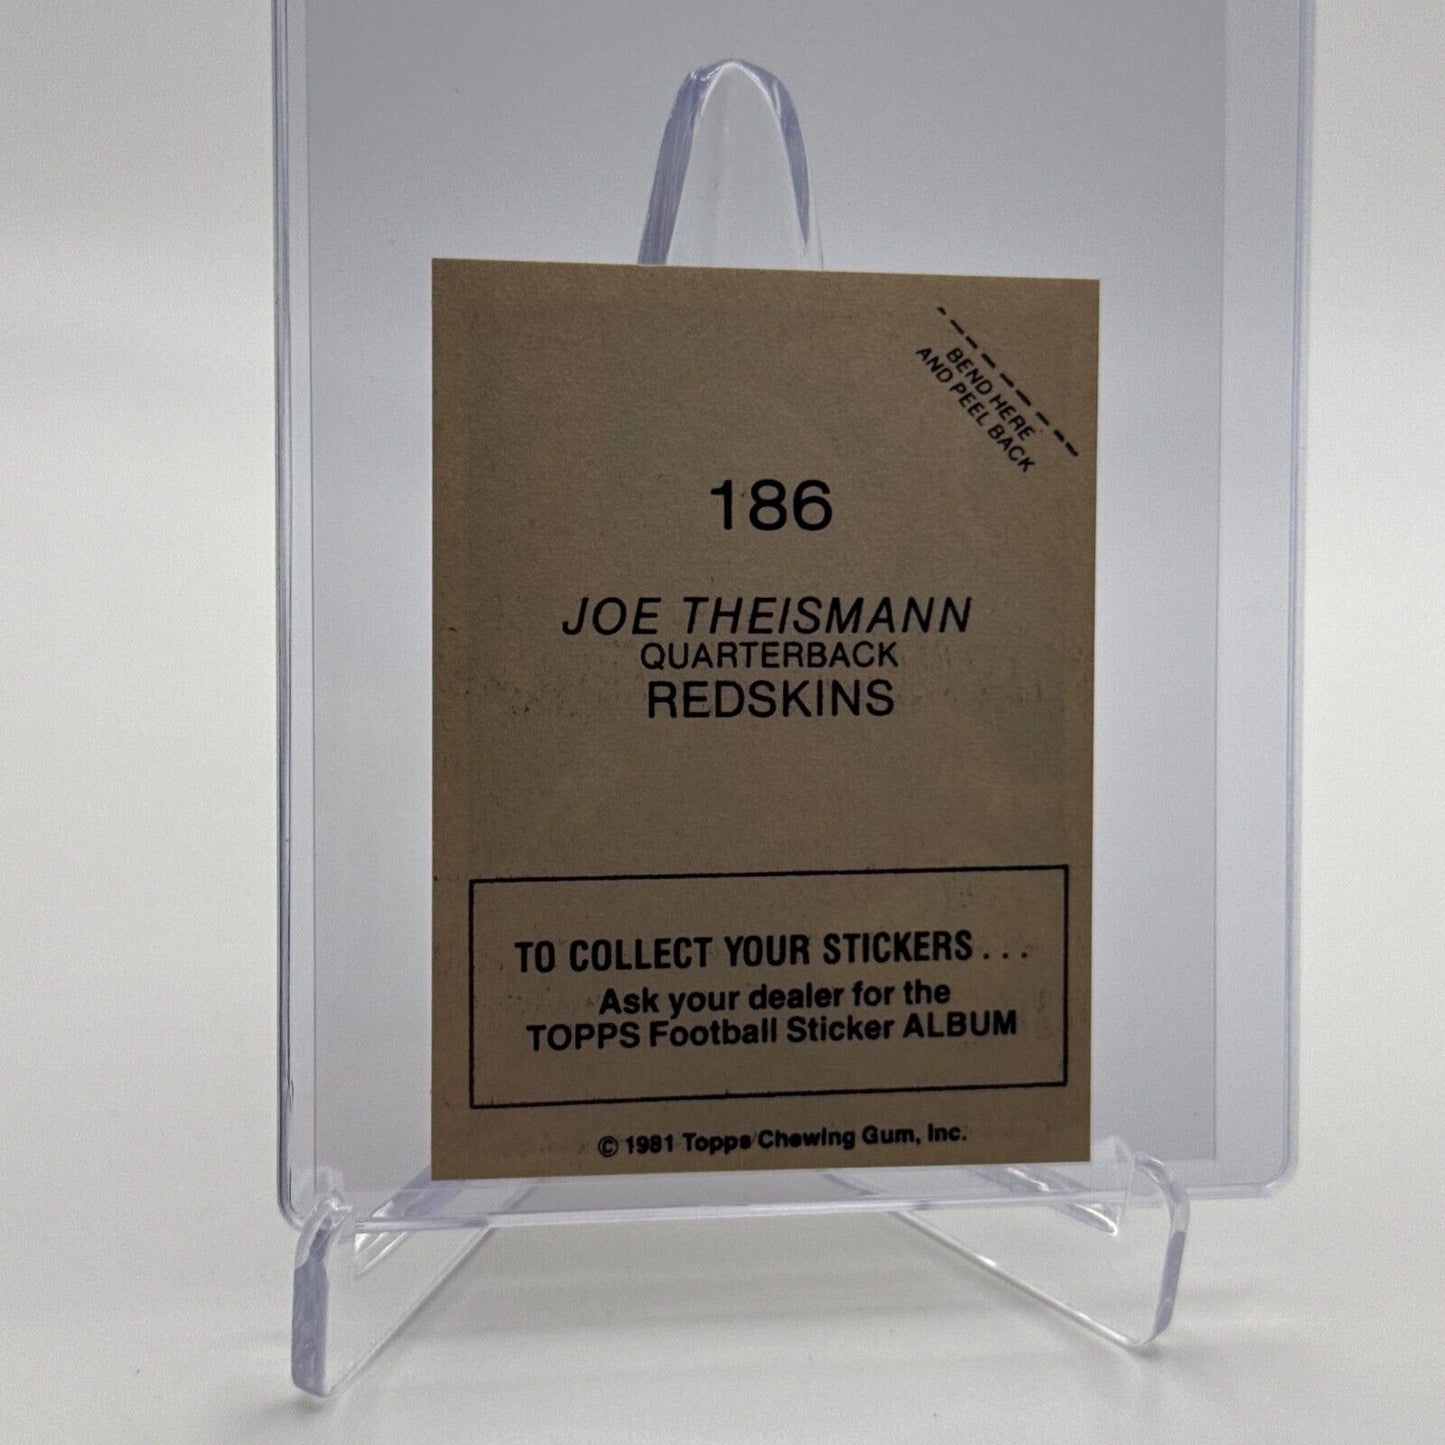 BEND HERE
AND PEEL BACK
186
JOE THEISMANN
QUARTERBACK
REDSKINS
TO COLLECT YOUR STICKERS . . .
Ask your dealer for the
TOPPS Football Sticker ALBUM
© 1981 Topps Chewing Gum, Inc.